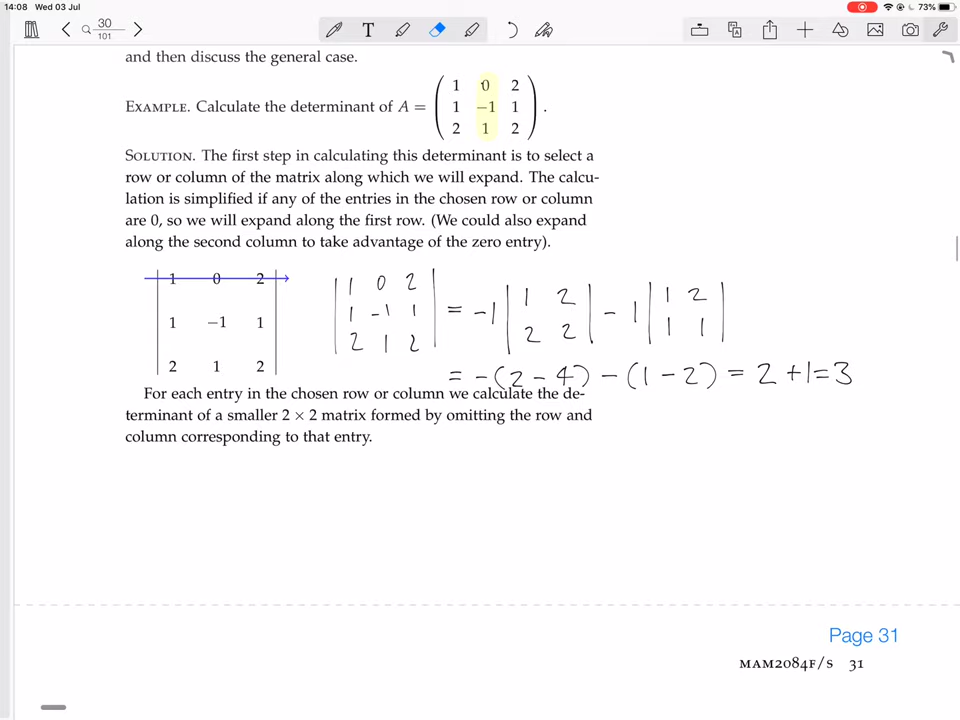 14:08 Wed 03 Jul 73%
30
101
T
and then discuss the general case.
EXAMPLE. Calculate the determinant of A = ( 1 0 2
1 −1 1
2 1 2 ) .
SOLUTION. The first step in calculating this determinant is to select a
row or column of the matrix along which we will expand. The calcu-
lation is simplified if any of the entries in the chosen row or column
are 0, so we will expand along the first row. (We could also expand
along the second column to take advantage of the zero entry).
1 0 2
1 −1 1
2 1 2
| 1 0 2 |
| 1 -1 1 | = -1 | 1 2 | - 1 | 1 2 |
| 2 1 2 | | 2 2 | | 1 1 |
= -(2 - 4) - (1 - 2) = 2 + 1 = 3
For each entry in the chosen row or column we calculate the de-
terminant of a smaller 2 × 2 matrix formed by omitting the row and
column corresponding to that entry.
Page 31
MAM2084F/S 31